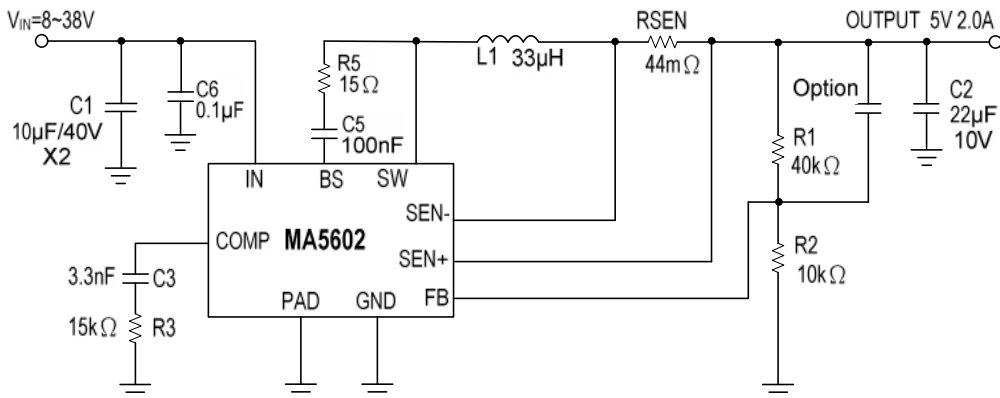 VIN=8~38V
RSEN
OUTPUT 5V 2.0A
L1 33μH
44mΩ
R5
15Ω
C6
0.1μF
C1
10μF/40V
X2
Option
C2
22μF
10V
C5
100nF
R1
40kΩ
IN
BS
SW
SEN-
COMP
MA5602
SEN+
R2
10kΩ
3.3nF
C3
PAD
GND
FB
15kΩ
R3